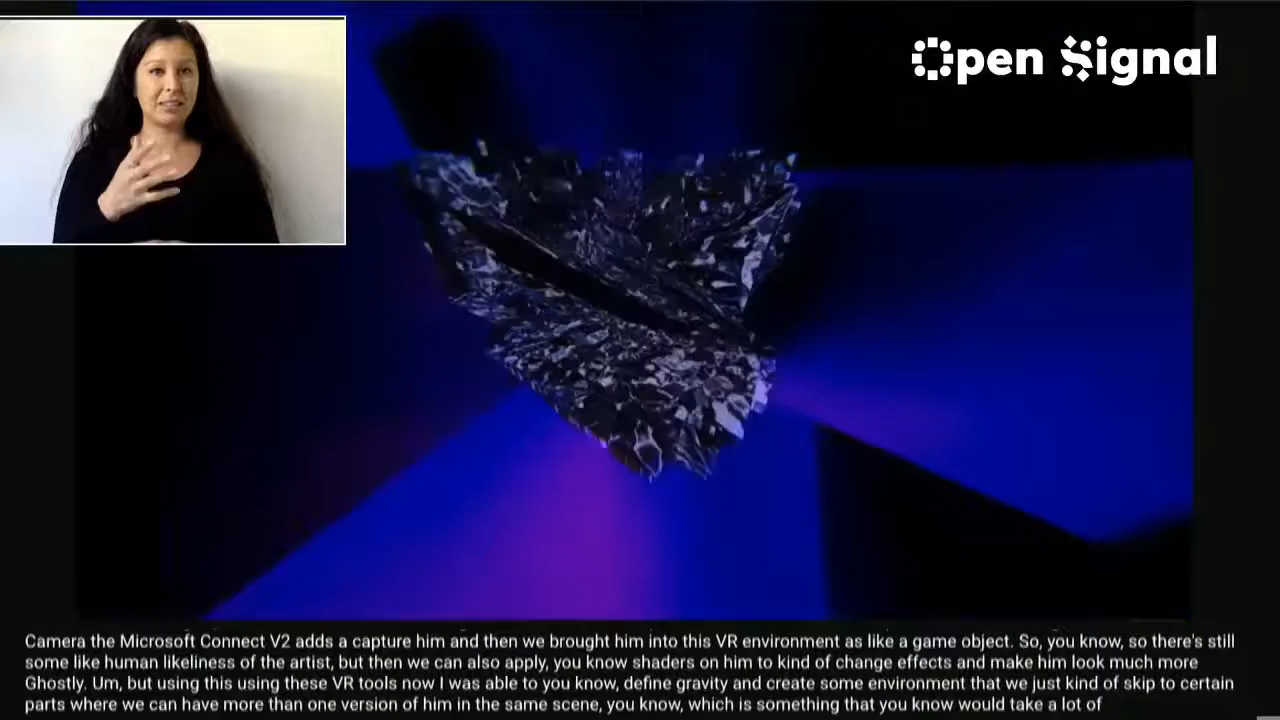 Open Signal
Camera the Microsoft Connect V2 adds a capture him and then we brought him into this VR environment as like a game object. So, you know, so there's still
some like human likeliness of the artist, but then we can also apply, you know shaders on him to kind of change effects and make him look much more
Ghostly. Um, but using this using these VR tools now I was able to you know, define gravity and create some environment that we just kind of skip to certain
parts where we can have more than one version of him in the same scene, you know, which is something that you know would take a lot of